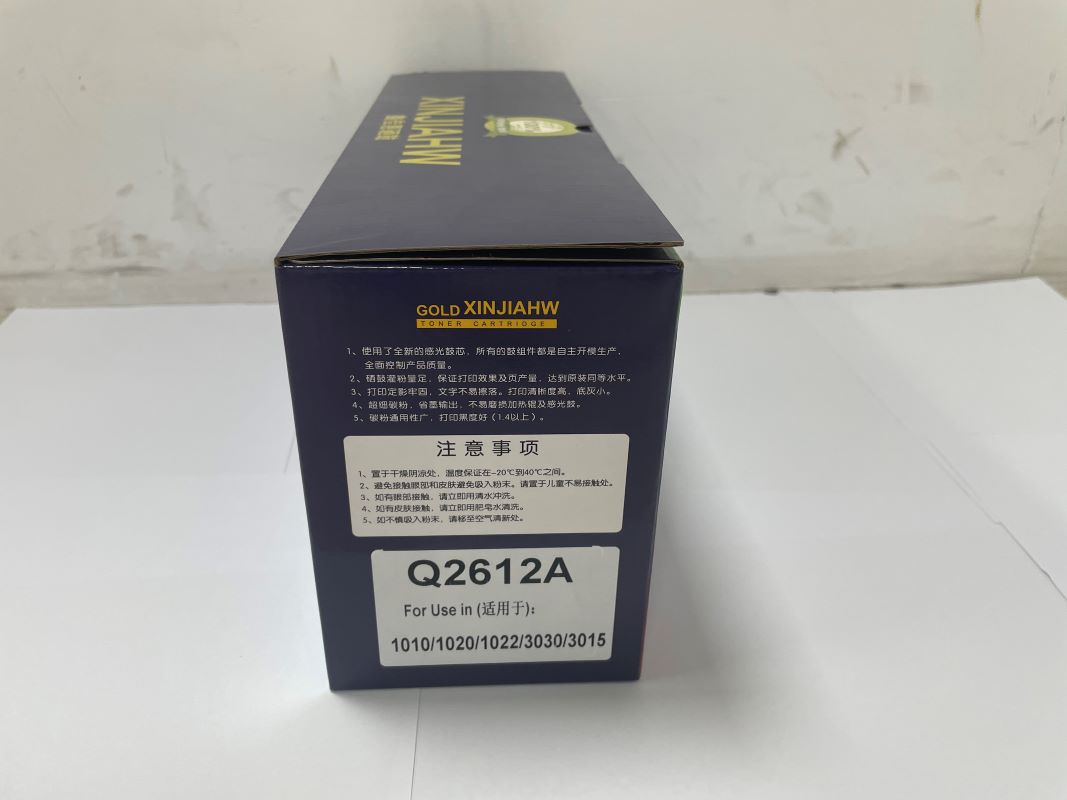 XINJIAHW
GOLD XINJIAHW
TONER CARTRIDGE
1、使用了全新的感光鼓芯，所有的鼓组件都是自主开模生产，
全面控制产品质量。
2、硒鼓灌粉量足，保证打印效果及页产量，达到原装同等水平。
3、打印定影牢固，文字不易擦落。打印清晰度高，底灰小。
4、超细碳粉，省墨输出，不易磨损加热辊及感光鼓。
5、碳粉通用性广，打印黑度好（1.4以上）。
注意事项
1、置于干燥阴凉处，温度保证在-20℃到40℃之间。
2、避免接触眼部和皮肤避免吸入粉末。请置于儿童不易接触处。
3、如有眼部接触，请立即用清水冲洗。
4、如有皮肤接触，请立即用肥皂水清洗。
5、如不慎吸入粉末，请移至空气清新处。
Q2612A
For Use in (适用于):
1010/1020/1022/3030/3015